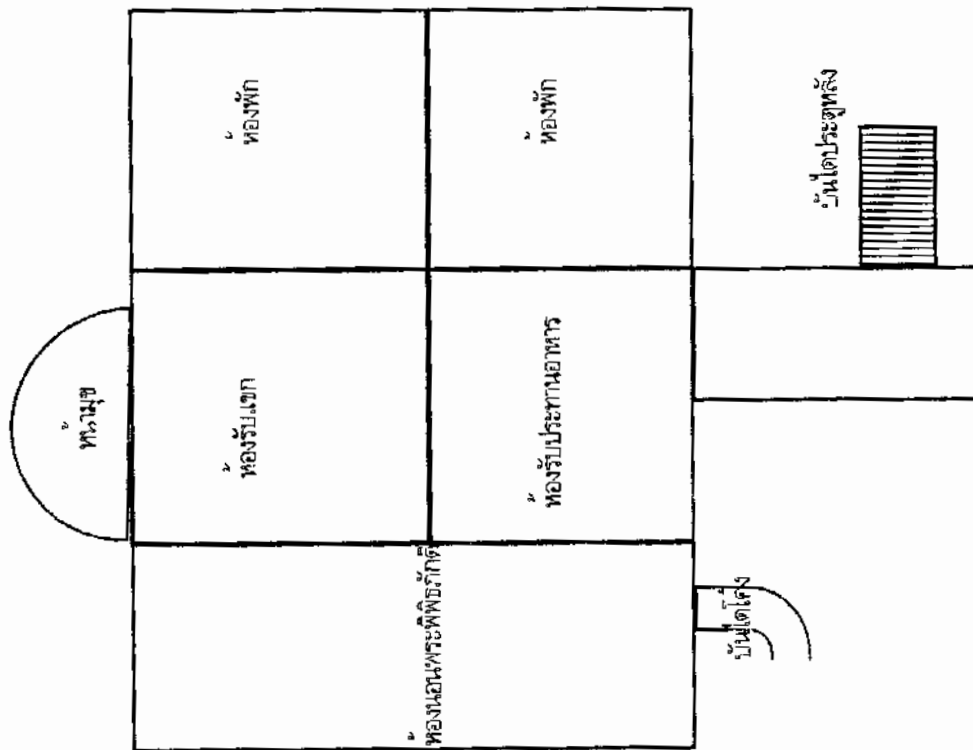 ห้องพัก
ห้องพัก
บันไดประตูหลัง
หน้ามุข
ห้องรับแขก
ห้องรับประทานอาหาร
ห้องนอนพระพิพิธภักดี
บันไดโค้ง